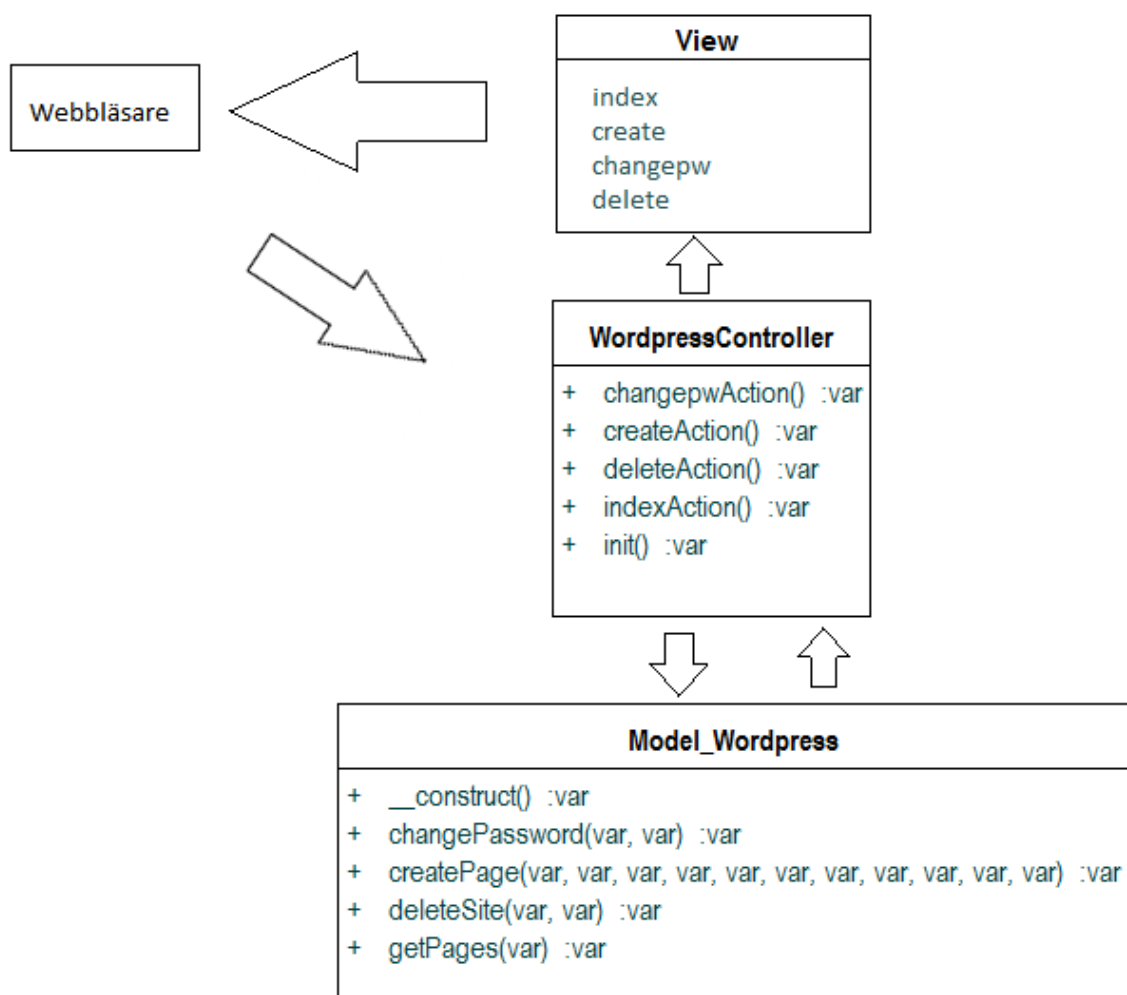 Webbläsare
View
index
create
changepw
delete
WordpressController
+ changepwAction() :var
+ createAction() :var
+ deleteAction() :var
+ indexAction() :var
+ init() :var
Model_Wordpress
+ __construct() :var
+ changePassword(var, var) :var
+ createPage(var, var, var, var, var, var, var, var, var, var, var) :var
+ deleteSite(var, var) :var
+ getPages(var) :var